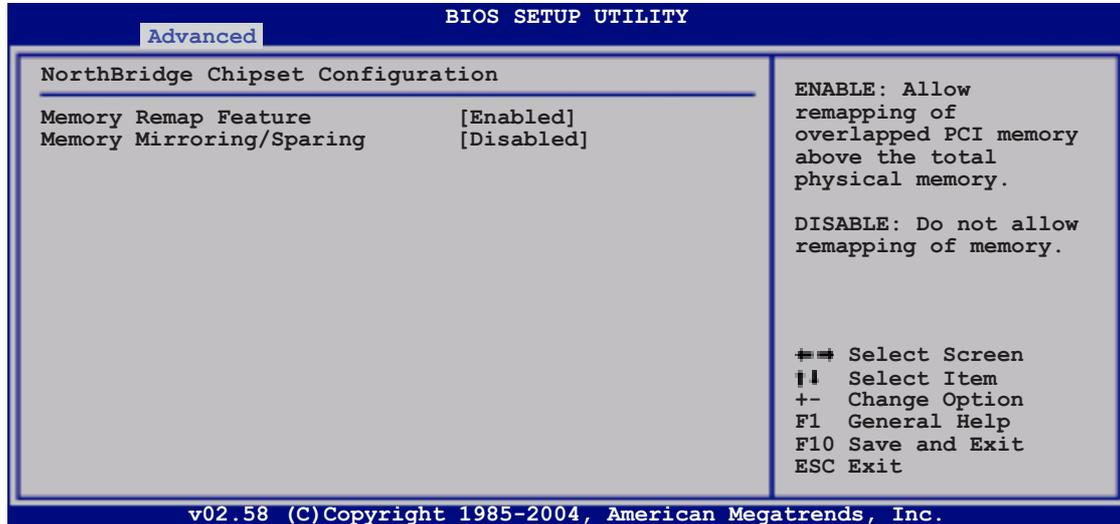 BIOS SETUP UTILITY
Advanced
NorthBridge Chipset Configuration
Memory Remap Feature [Enabled]
Memory Mirroring/Sparing [Disabled]
ENABLE: Allow
remapping of
overlapped PCI memory
above the total
physical memory.
DISABLE: Do not allow
remapping of memory.
←→ Select Screen
↑↓ Select Item
+- Change Option
F1 General Help
F10 Save and Exit
ESC Exit
v02.58 (C)Copyright 1985-2004, American Megatrends, Inc.